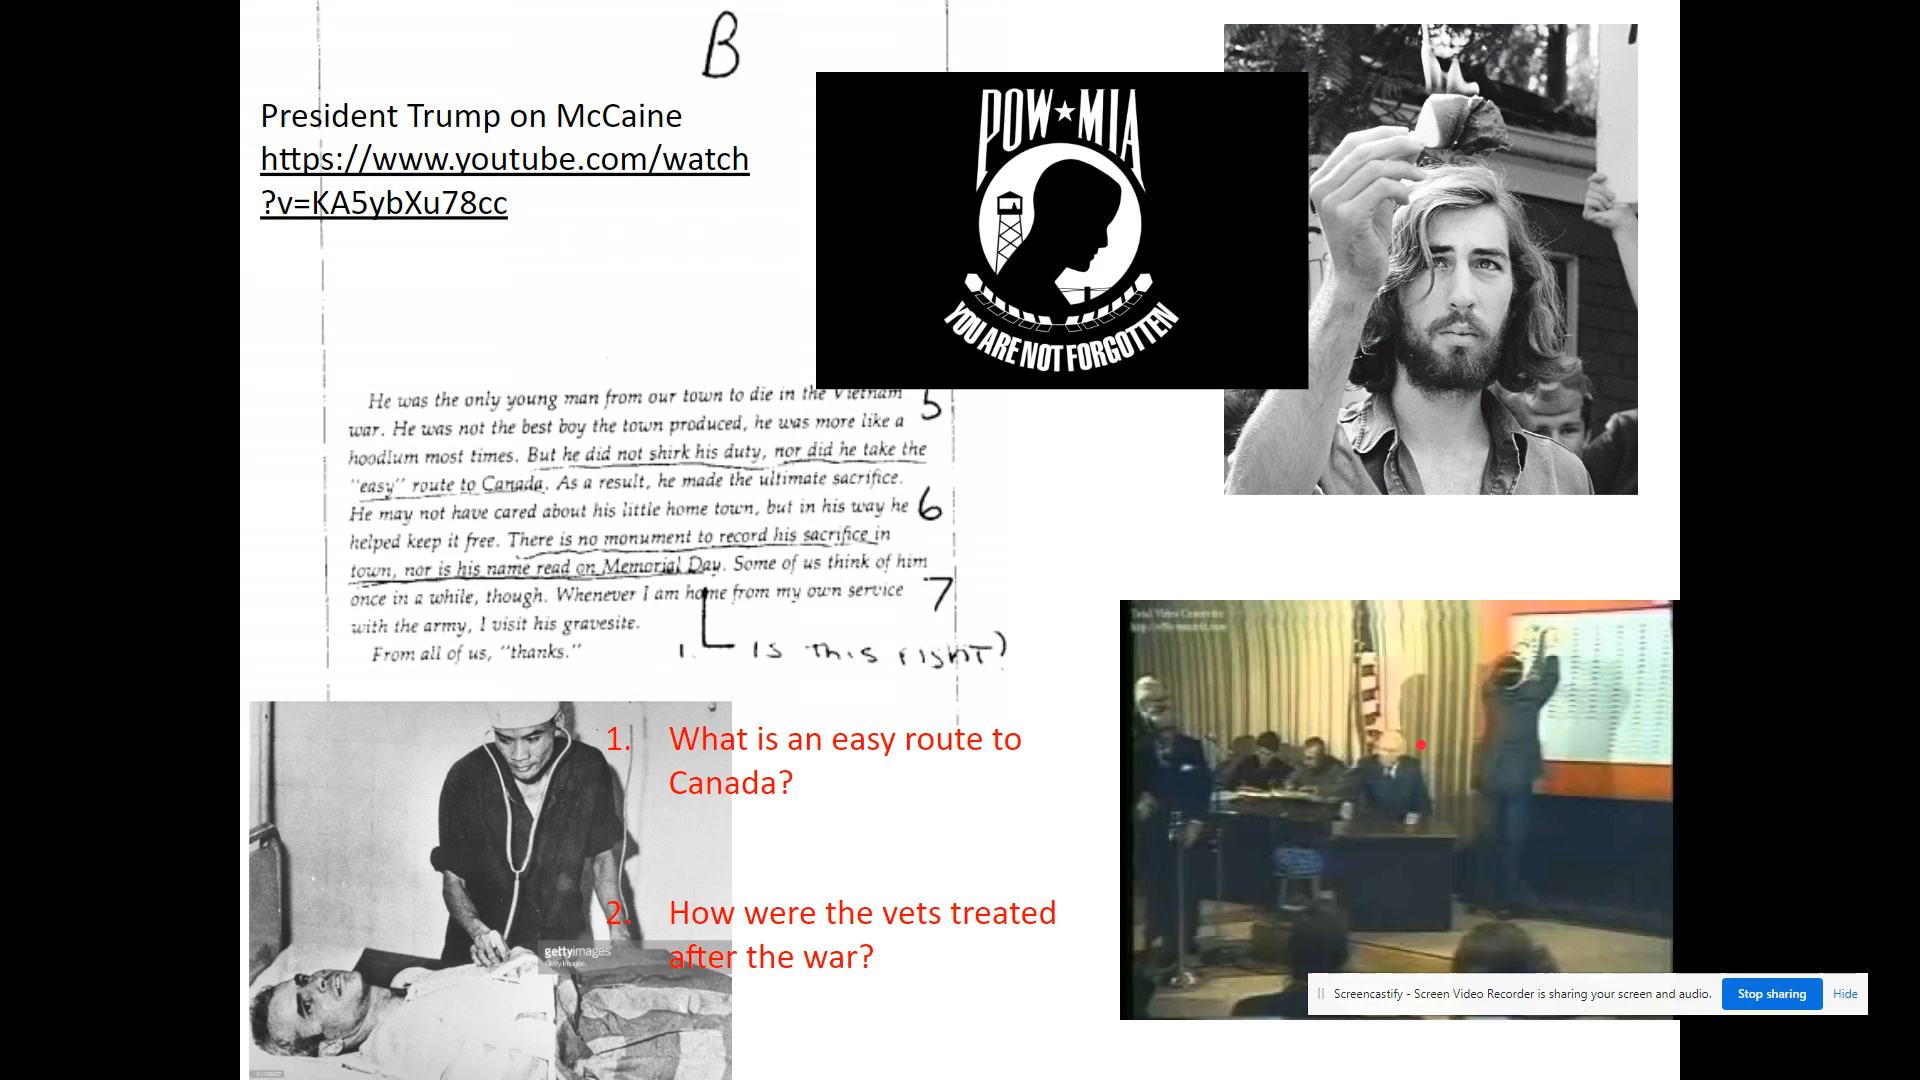 B
President Trump on McCaine
https://www.youtube.com/watch
?v=KA5ybXu78cc
POW★MIA
YOU ARE NOT FORGOTTEN
He was the only young man from our town to die in the Vietnam
5
war. He was not the best boy the town produced, he was more like a
hoodlum most times. But he did not shirk his duty, nor did he take the
"easy" route to Canada. As a result, he made the ultimate sacrifice.
He may not have cared about his little home town, but in his way he
6
helped keep it free. There is no monument to record his sacrifice in
town, nor is his name read on Memorial Day. Some of us think of him
once in a while, though. Whenever I am home from my own service
7
with the army, I visit his gravesite.
From all of us, "thanks."
1. Is this right?
1. What is an easy route to
Canada?
2. How were the vets treated
after the war?
gettyimages
Getty Images
Total Video Converter
Screencastify - Screen Video Recorder is sharing your screen and audio.
Stop sharing
Hide